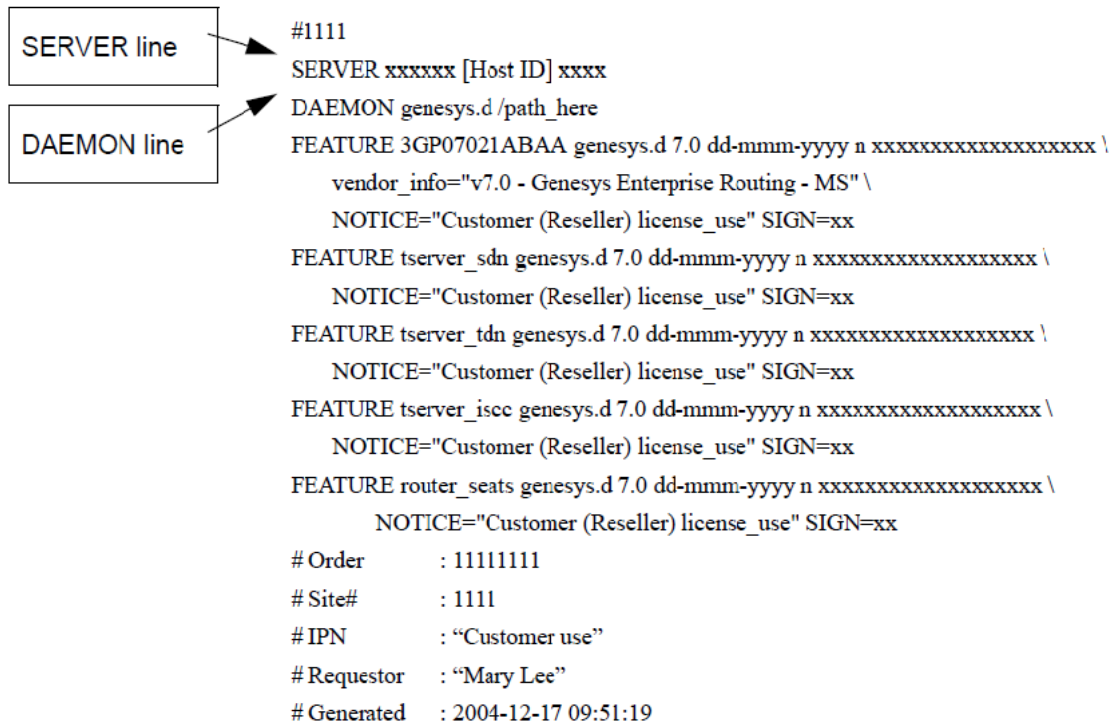 SERVER line
DAEMON line
#1111
SERVER xxxxxx [Host ID] xxxx
DAEMON genesys.d /path_here
FEATURE 3GP07021ABAA genesys.d 7.0 dd-mmm-yyyy n xxxxxxxxxxxxxxxxxxx \
vendor_info="v7.0 - Genesys Enterprise Routing - MS" \
NOTICE="Customer (Reseller) license_use" SIGN=xx
FEATURE tserver_sdn genesys.d 7.0 dd-mmm-yyyy n xxxxxxxxxxxxxxxxxxx \
NOTICE="Customer (Reseller) license_use" SIGN=xx
FEATURE tserver_tdn genesys.d 7.0 dd-mmm-yyyy n xxxxxxxxxxxxxxxxxxx \
NOTICE="Customer (Reseller) license_use" SIGN=xx
FEATURE tserver_iscc genesys.d 7.0 dd-mmm-yyyy n xxxxxxxxxxxxxxxxxxx \
NOTICE="Customer (Reseller) license_use" SIGN=xx
FEATURE router_seats genesys.d 7.0 dd-mmm-yyyy n xxxxxxxxxxxxxxxxxxx \
NOTICE="Customer (Reseller) license_use" SIGN=xx
# Order : 11111111
# Site# : 1111
# IPN : “Customer use”
# Requestor : “Mary Lee”
# Generated : 2004-12-17 09:51:19